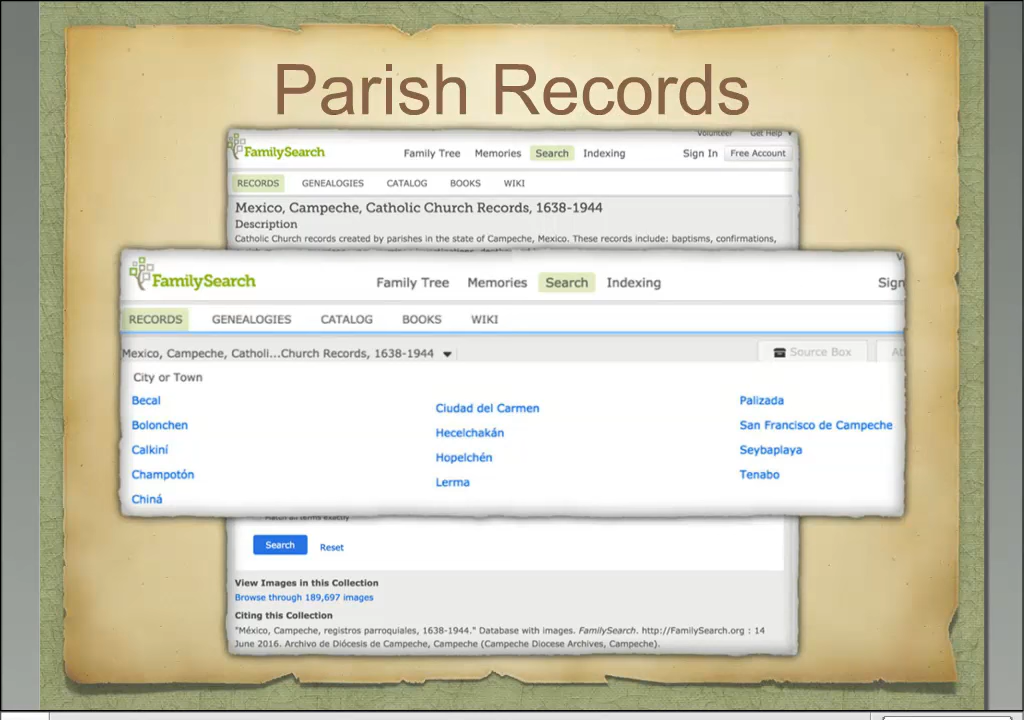 Parish Records
Volunteer Get Help
FamilySearch Family Tree Memories Search Indexing Sign In Free Account
RECORDS GENEALOGIES CATALOG BOOKS WIKI
Mexico, Campeche, Catholic Church Records, 1638-1944
Description
Catholic Church records created by parishes in the state of Campeche, Mexico. These records include: baptisms, confirmations,
FamilySearch Family Tree Memories Search Indexing Sign
RECORDS GENEALOGIES CATALOG BOOKS WIKI
Mexico, Campeche, Catholi...Church Records, 1638-1944 Source Box
City or Town
Becal
Bolonchen
Calkiní
Champotón
Chiná
Ciudad del Carmen
Hecelchakán
Hopelchén
Lerma
Palizada
San Francisco de Campeche
Seybaplaya
Tenabo
Match all terms exactly
Search Reset
View Images in this Collection
Browse through 189,697 images
Citing this Collection
"México, Campeche, registros parroquiales, 1638-1944." Database with images. FamilySearch. http://FamilySearch.org : 14
June 2016. Archivo de Diócesis de Campeche, Campeche (Campeche Diocese Archives, Campeche).